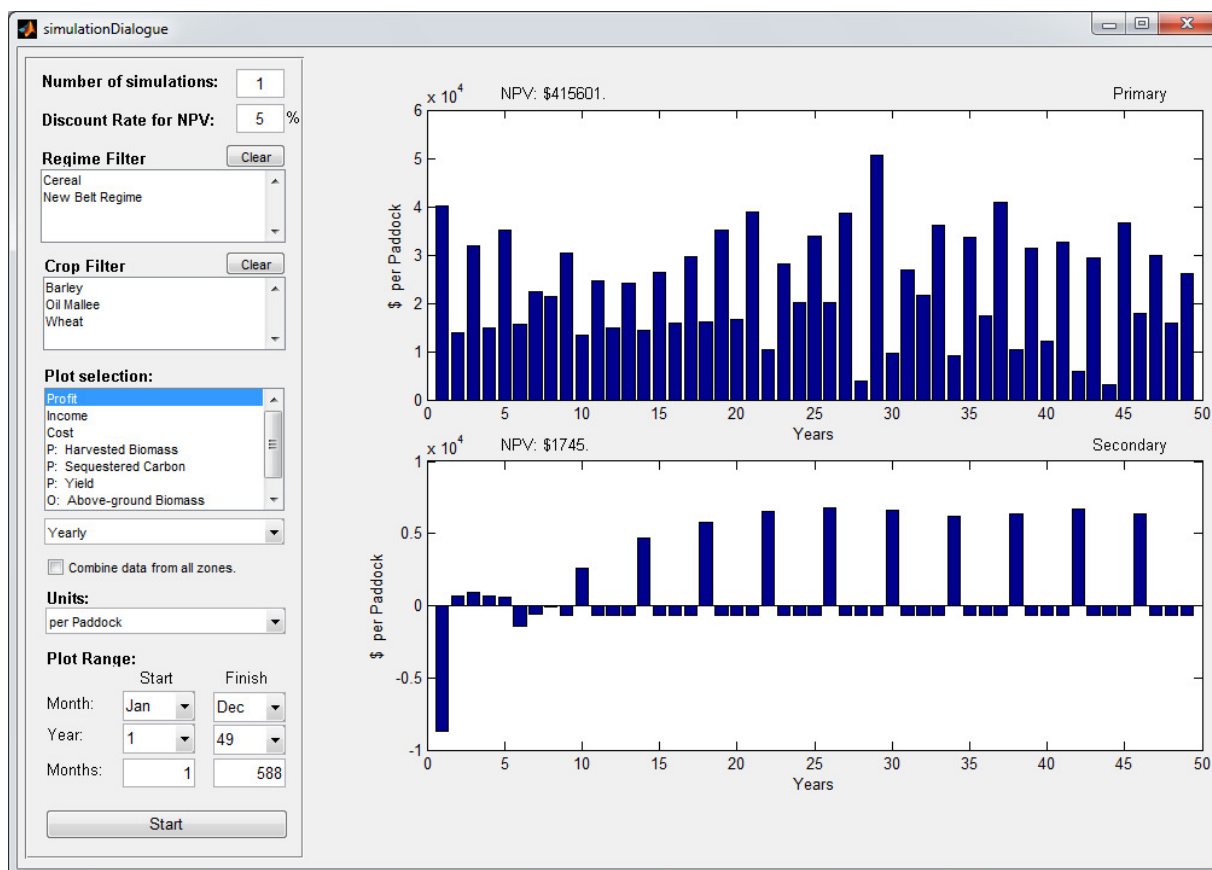 simulationDialogue
Number of simulations: 1
Discount Rate for NPV: 5 %
Regime Filter Clear
Cereal
New Belt Regime
Crop Filter Clear
Barley
Oil Mallee
Wheat
Plot selection:
Profit
Income
Cost
P: Harvested Biomass
P: Sequestered Carbon
P: Yield
O: Above-ground Biomass
Yearly
Combine data from all zones.
Units:
per Paddock
Plot Range:
Start Finish
Month: Jan Dec
Year: 1 49
Months: 1 588
Start
x 10^4 NPV: $415601. Primary
6
5
4
3
2
1
0
$ per Paddock
0 5 10 15 20 25 30 35 40 45 50
Years
x 10^4 NPV: $1745. Secondary
1
0.5
0
-0.5
-1
$ per Paddock
0 5 10 15 20 25 30 35 40 45 50
Years